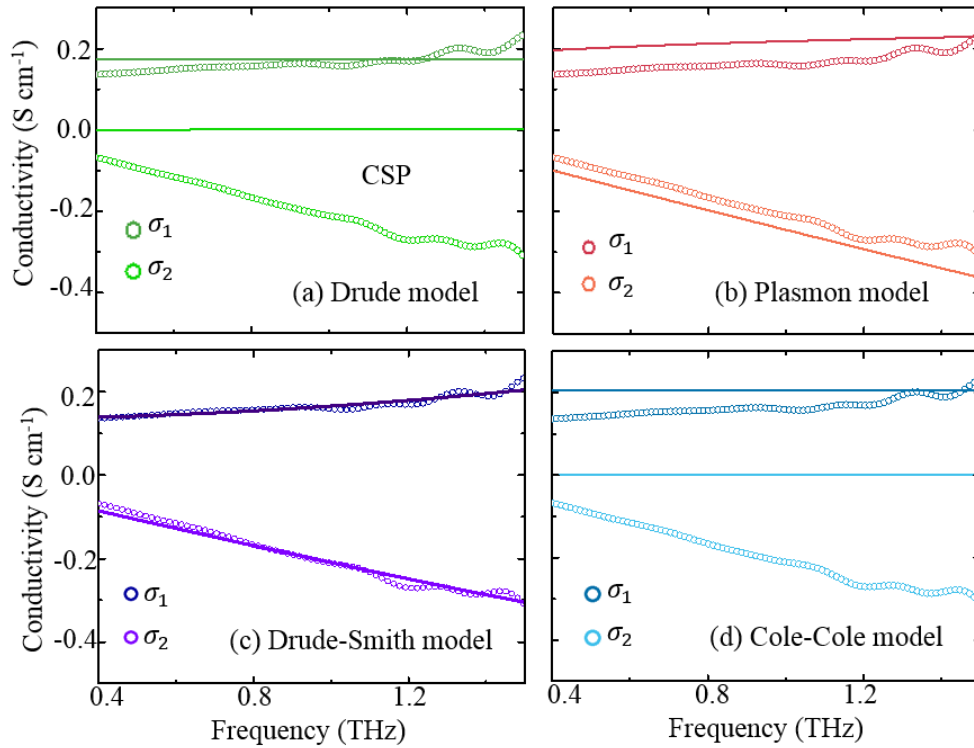 Conductivity (S cm⁻¹)
0.2
0.0
-0.2
-0.4
CSP
σ₁
σ₂
(a) Drude model
σ₁
σ₂
(b) Plasmon model
Conductivity (S cm⁻¹)
0.2
0.0
-0.2
-0.4
σ₁
σ₂
(c) Drude-Smith model
σ₁
σ₂
(d) Cole-Cole model
0.4 0.8 1.2
0.4 0.8 1.2
Frequency (THz)
Frequency (THz)